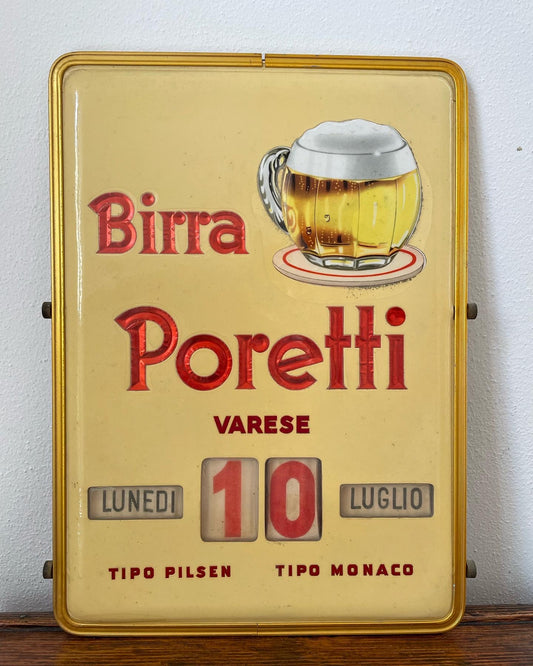 Birra
Poretti
VARESE
LUNEDI 10 LUGLIO
TIPO PILSEN TIPO MONACO